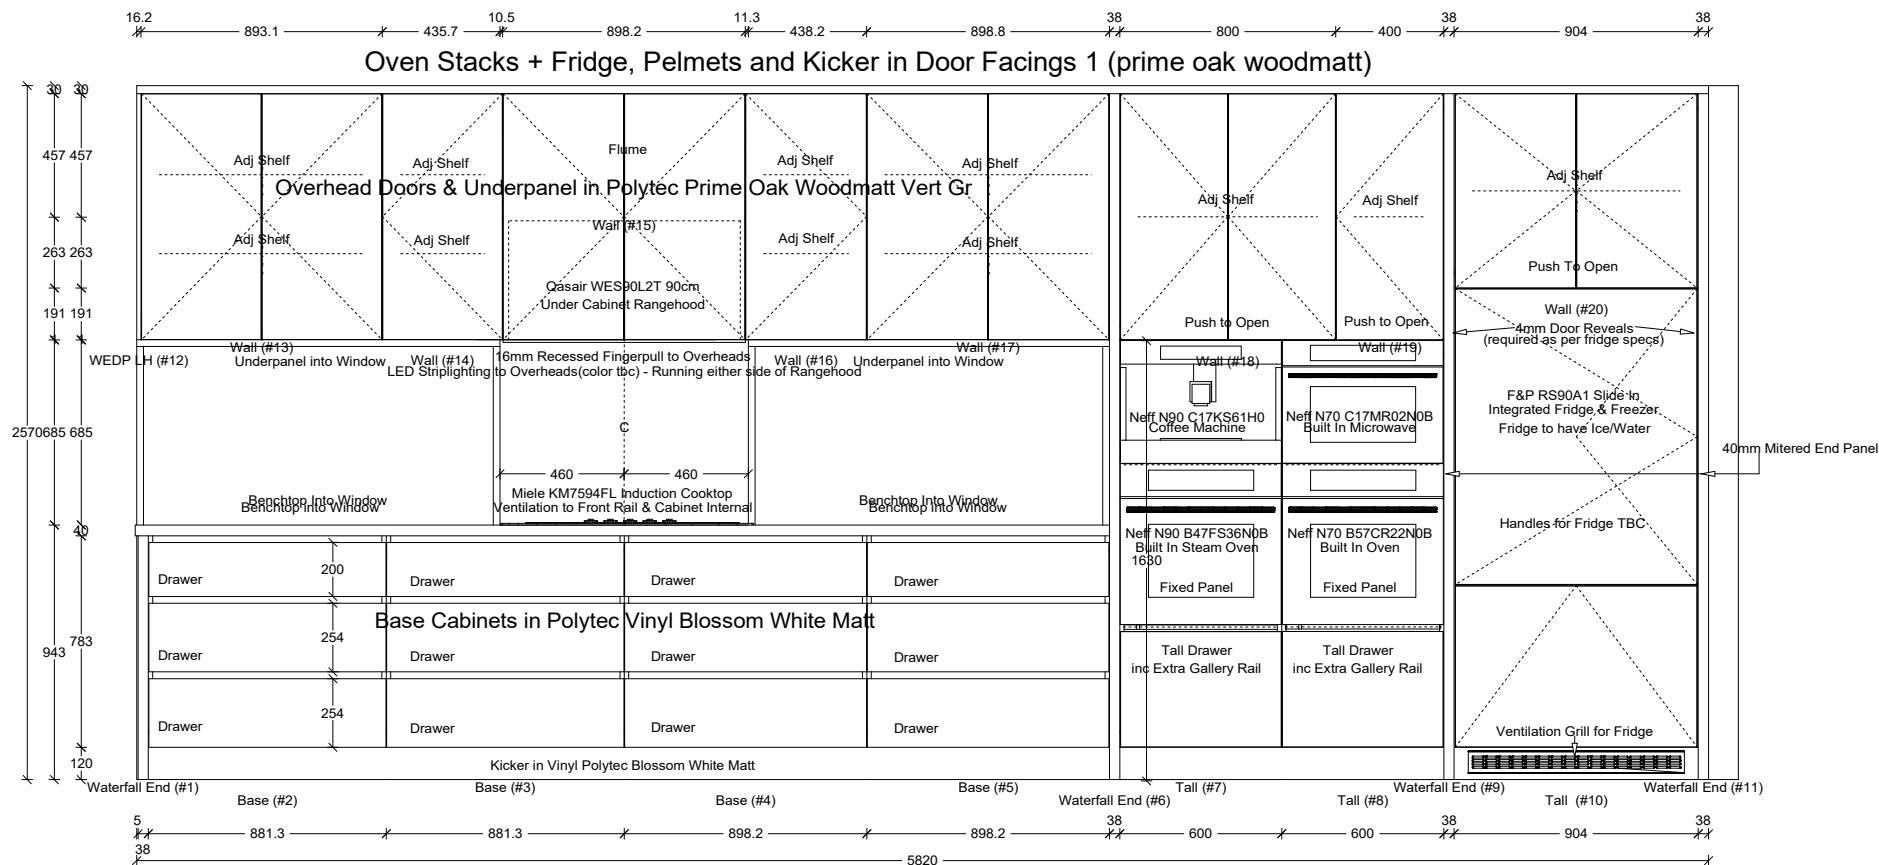 16.2 893.1 435.7 10.5 898.2 11.3 438.2 898.8 38 800 400 38 904 38
Oven Stacks + Fridge, Pelmets and Kicker in Door Facings 1 (prime oak woodmatt)
30 30
457 457
263 263
191 191
2570 685 685
40
943 783
120
Adj Shelf
Adj Shelf
Flume
Adj Shelf
Adj Shelf
Adj Shelf
Adj Shelf
Adj Shelf
Overhead Doors & Underpanel in Polytec Prime Oak Woodmatt Vert Gr
Wall (#15)
Adj Shelf
Adj Shelf
Adj Shelf
Adj Shelf
Qasair WES90L2T 90cm
Under Cabinet Rangehood
Push to Open
Push to Open
Push To Open
WEDP LH (#12)
Wall (#13)
Underpanel into Window
Wall (#14)
16mm Recessed Fingerpull to Overheads
LED Striplighting to Overheads(color tbc) - Running either side of Rangehood
Wall (#16)
Wall (#17)
Underpanel into Window
Wall (#18)
Wall (#19)
Wall (#20)
4mm Door Reveals
(required as per fridge specs)
Neff N90 C17KS61H0
Coffee Machine
Neff N70 C17MR02N0B
Built In Microwave
F&P RS90A1 Slide In
Integrated Fridge & Freezer
Fridge to have Ice/Water
40mm Mitered End Panel
C
460 460
Benchtop Into Window
Benchtop into Window
Miele KM7594FL Induction Cooktop
Ventilation to Front Rail & Cabinet Internal
Benchtop Into Window
Benchtop into Window
Neff N90 B47FS36N0B
Built In Steam Oven
Fixed Panel
1630
Neff N70 B57CR22N0B
Built In Oven
Fixed Panel
Handles for Fridge TBC
Drawer 200 Drawer Drawer Drawer
Base Cabinets in Polytec Vinyl Blossom White Matt
Drawer 254 Drawer Drawer Drawer
Drawer 254 Drawer Drawer Drawer
Tall Drawer
inc Extra Gallery Rail
Tall Drawer
inc Extra Gallery Rail
Ventilation Grill for Fridge
Kicker in Vinyl Polytec Blossom White Matt
Waterfall End (#1) Base (#3) Base (#5) Tall (#7) Waterfall End (#9) Waterfall End (#11)
Base (#2) Base (#4) Waterfall End (#6) Tall (#8) Tall (#10)
5 881.3 881.3 898.2 898.2 38 600 600 38 904 38
38
5820